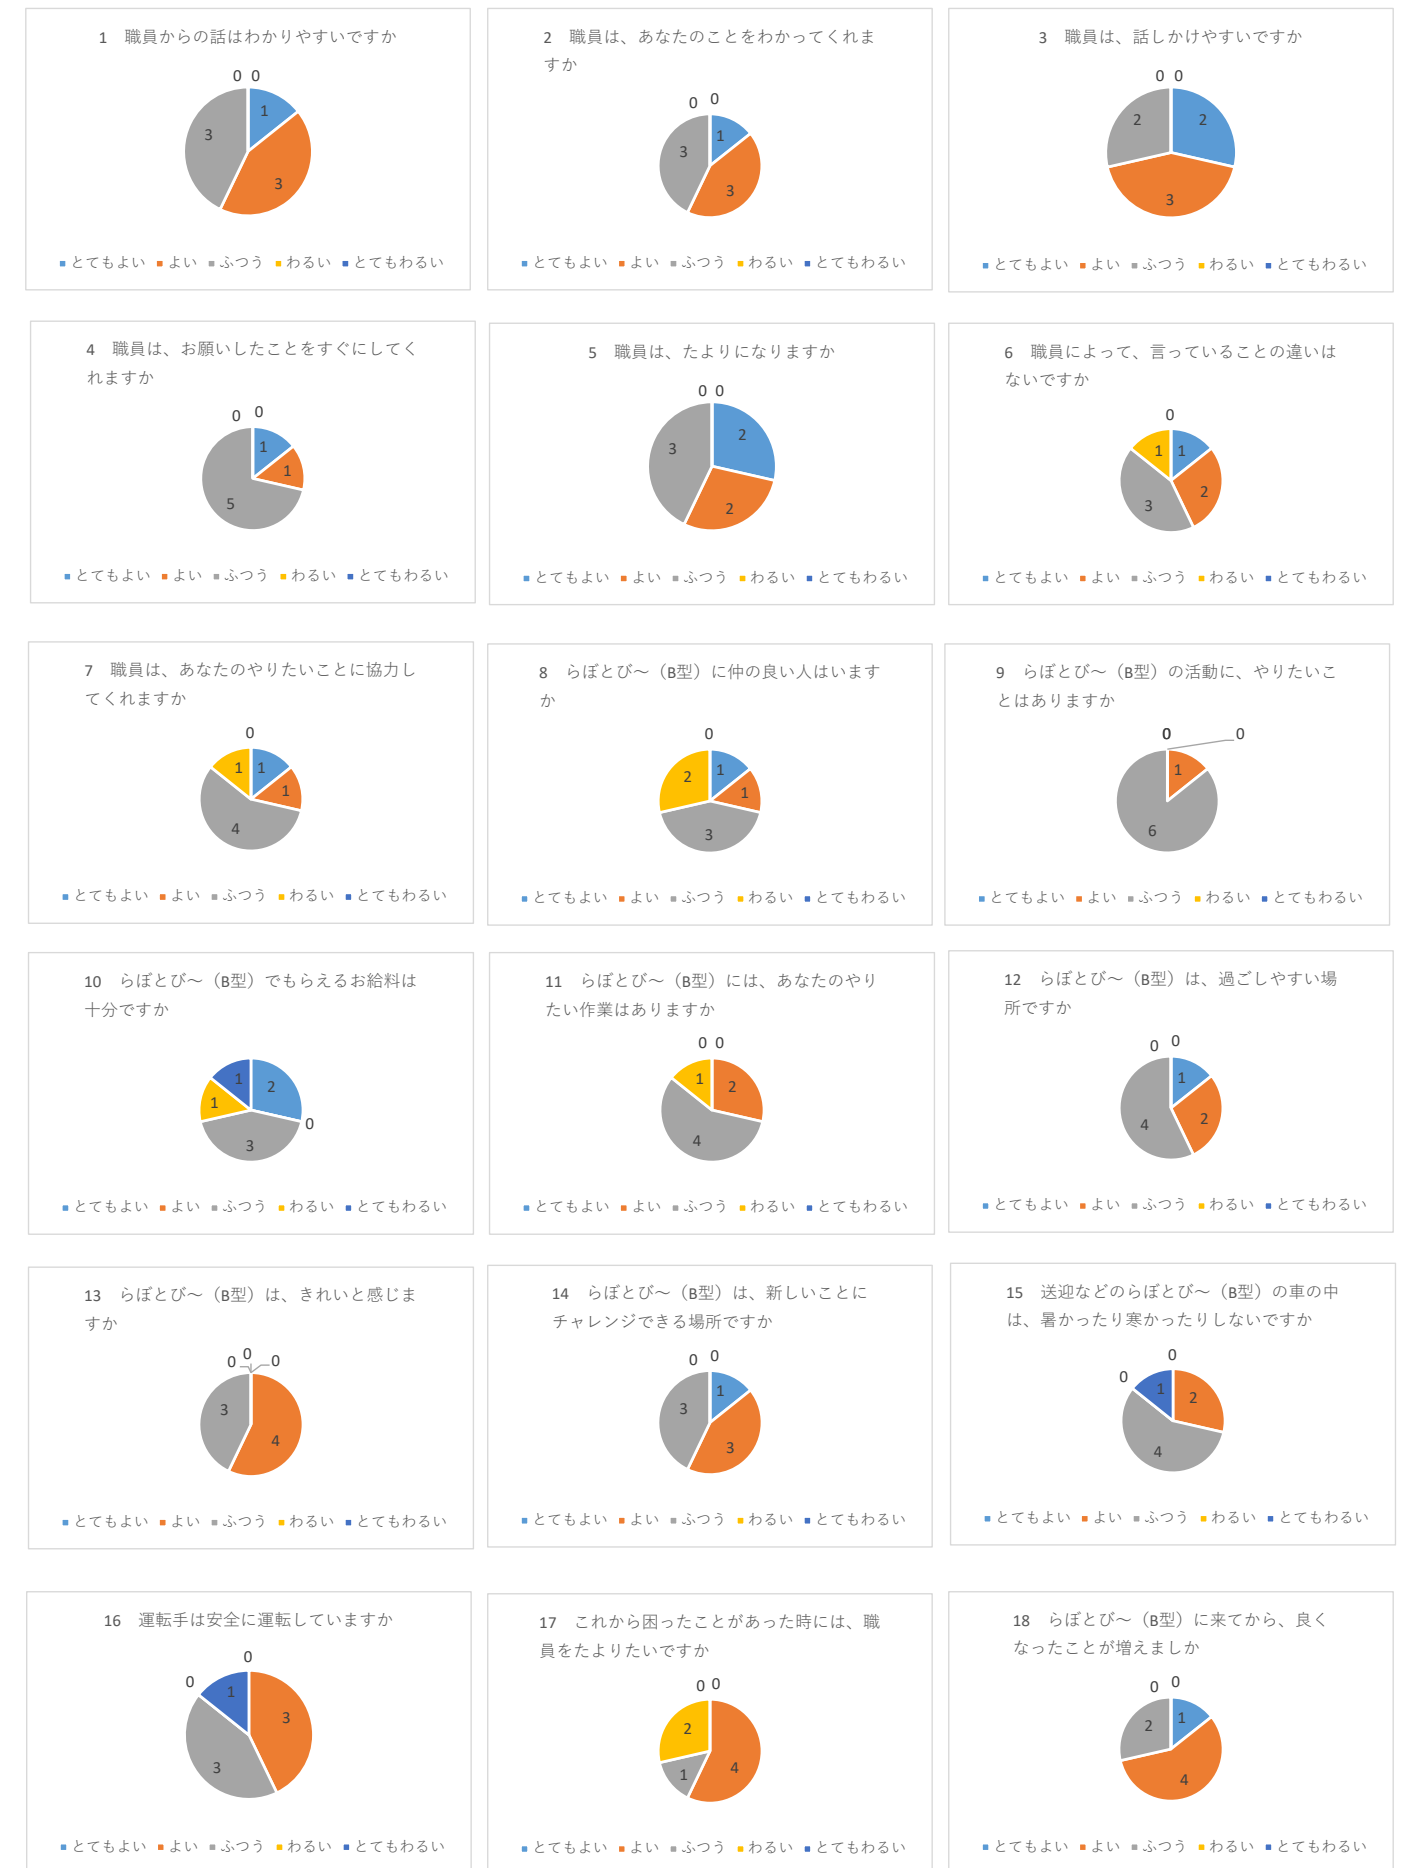 1 職員からの話はわかりやすいですか
0 0
1
3
3
とてもよい よい ふつう わるい とてもわるい
2 職員は、あなたのことをわかってくれま
すか
0 0
1
3
3
とてもよい よい ふつう わるい とてもわるい
3 職員は、話しかけやすいですか
0 0
2 2
3
とてもよい よい ふつう わるい とてもわるい
4 職員は、お願いしたことをすぐにしてく
れますか
0 0
1
1
5
とてもよい よい ふつう わるい とてもわるい
5 職員は、たよりになりますか
0 0
2
3
2
とてもよい よい ふつう わるい とてもわるい
6 職員によって、言っていることの違いは
ないですか
0
1 1
2
3
とてもよい よい ふつう わるい とてもわるい
7 職員は、あなたのやりたいことに協力し
てくれますか
0
1 1
1
4
とてもよい よい ふつう わるい とてもわるい
8 らぼとび～（B型）に仲の良い人はいます
か
0
1
2
1
3
とてもよい よい ふつう わるい とてもわるい
9 らぼとび～（B型）の活動に、やりたいこ
とはありますか
0 0
1
6
とてもよい よい ふつう わるい とてもわるい
10 らぼとび～（B型）でもらえるお給料は
十分ですか
1 2
1
0
3
とてもよい よい ふつう わるい とてもわるい
11 らぼとび～（B型）には、あなたのやり
たい作業はありますか
0 0
1 2
4
とてもよい よい ふつう わるい とてもわるい
12 らぼとび～（B型）は、過ごしやすい場
所ですか
0 0
1
2
4
とてもよい よい ふつう わるい とてもわるい
13 らぼとび～（B型）は、きれいと感じま
すか
0 0 0
3
4
とてもよい よい ふつう わるい とてもわるい
14 らぼとび～（B型）は、新しいことに
チャレンジできる場所ですか
0 0
1
3
3
とてもよい よい ふつう わるい とてもわるい
15 送迎などのらぼとび～（B型）の車の中
は、暑かったり寒かったりしないですか
0
0
1 2
4
とてもよい よい ふつう わるい とてもわるい
16 運転手は安全に運転していますか
0
0
1
3
3
とてもよい よい ふつう わるい とてもわるい
17 これから困ったことがあった時には、職
員をたよりたいですか
0 0
2
4
1
とてもよい よい ふつう わるい とてもわるい
18 らぼとび～（B型）に来てから、良く
なったことが増えましか
0 0
1
2
4
とてもよい よい ふつう わるい とてもわるい